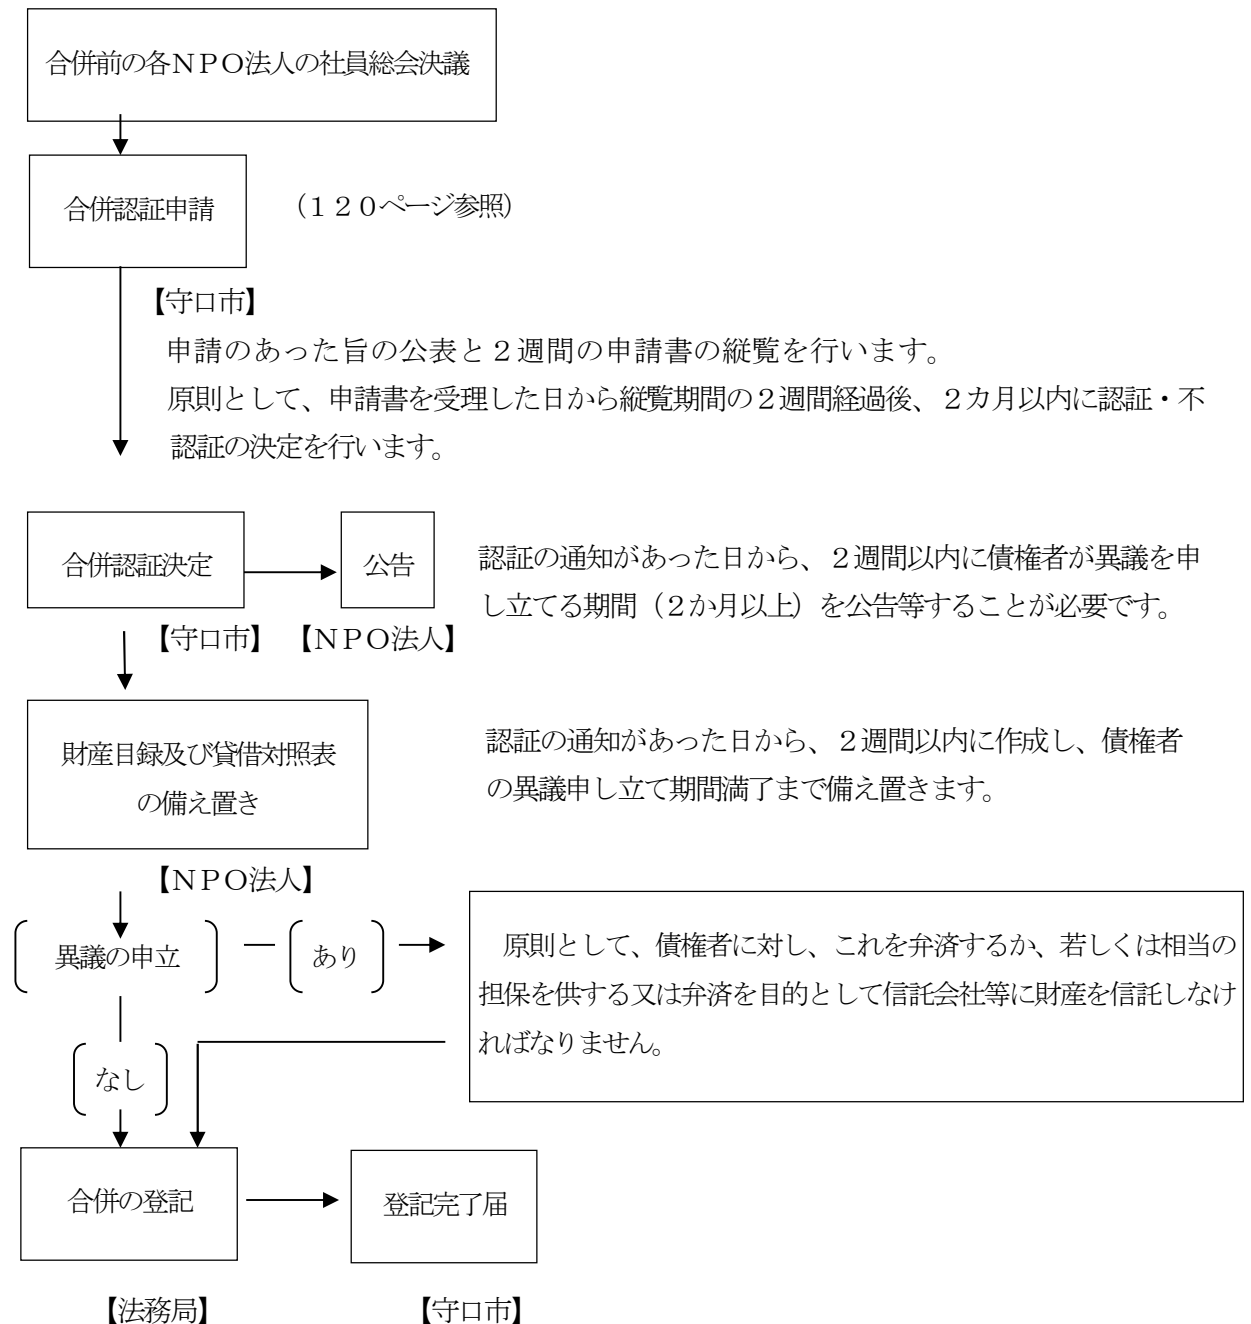 合併前の各ＮＰＯ法人の社員総会決議
合併認証申請
（１２０ページ参照）
【守口市】
申請のあった旨の公表と２週間の申請書の縦覧を行います。
原則として、申請書を受理した日から縦覧期間の２週間経過後、２カ月以内に認証・不
認証の決定を行います。
合併認証決定
公告
認証の通知があった日から、２週間以内に債権者が異議を申
し立てる期間（２か月以上）を公告等することが必要です。
【守口市】
【ＮＰＯ法人】
財産目録及び貸借対照表
の備え置き
認証の通知があった日から、２週間以内に作成し、債権者
の異議申し立て期間満了まで備え置きます。
【ＮＰＯ法人】
異議の申立
あり
原則として、債権者に対し、これを弁済するか、若しくは相当の
担保を供する又は弁済を目的として信託会社等に財産を信託しなけ
ればなりません。
なし
合併の登記
登記完了届
【法務局】
【守口市】